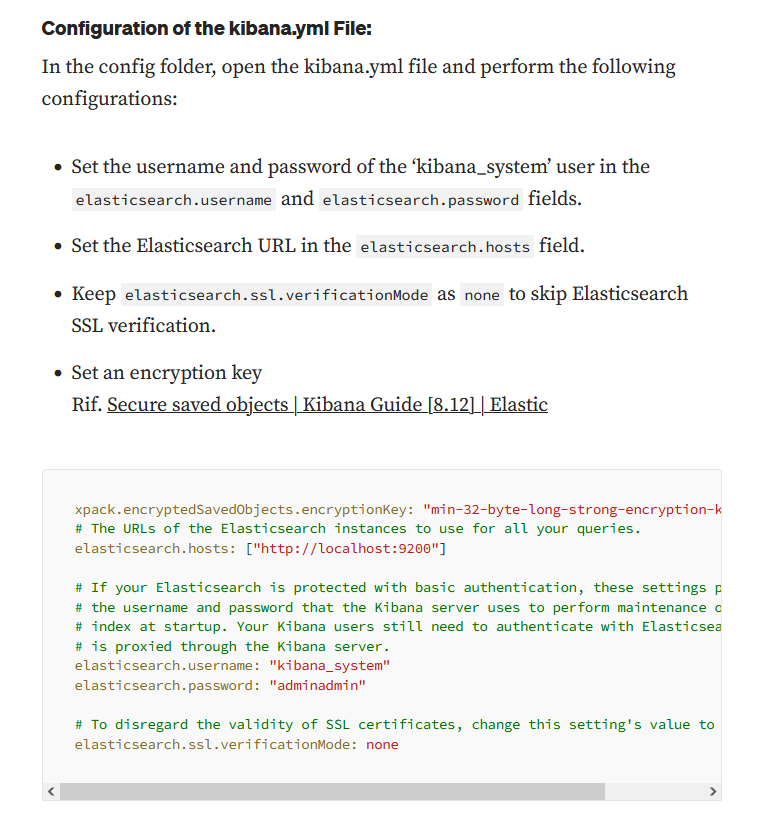 Configuration of the kibana.yml File:
In the config folder, open the kibana.yml file and perform the following
configurations:
• Set the username and password of the ‘kibana_system’ user in the
elasticsearch.username and elasticsearch.password fields.
• Set the Elasticsearch URL in the elasticsearch.hosts field.
• Keep elasticsearch.ssl.verificationMode as none to skip Elasticsearch
SSL verification.
• Set an encryption key
Rif. Secure saved objects | Kibana Guide [8.12] | Elastic
xpack.encryptedSavedObjects.encryptionKey: "min-32-byte-long-strong-encryption-k
# The URLs of the Elasticsearch instances to use for all your queries.
elasticsearch.hosts: ["http://localhost:9200"]
# If your Elasticsearch is protected with basic authentication, these settings p
# the username and password that the Kibana server uses to perform maintenance o
# index at startup. Your Kibana users still need to authenticate with Elasticsea
# is proxied through the Kibana server.
elasticsearch.username: "kibana_system"
elasticsearch.password: "adminadmin"
# To disregard the validity of SSL certificates, change this setting's value to
elasticsearch.ssl.verificationMode: none